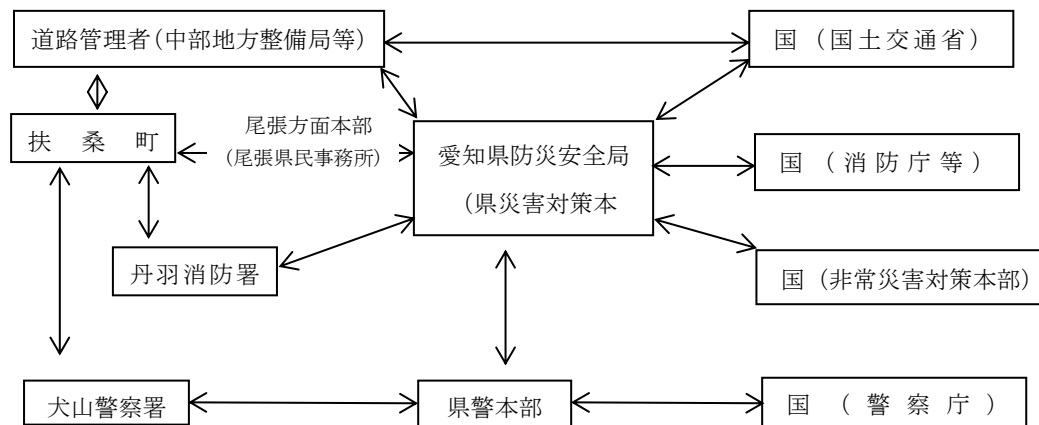 道路管理者(中部地方整備局等)
国(国土交通省)
扶桑町
尾張方面本部
(尾張県民事務所)
愛知県防災安全局
(県災害対策本
国(消防庁等)
丹羽消防署
国(非常災害対策本部)
犬山警察署
県警本部
国(警察庁)